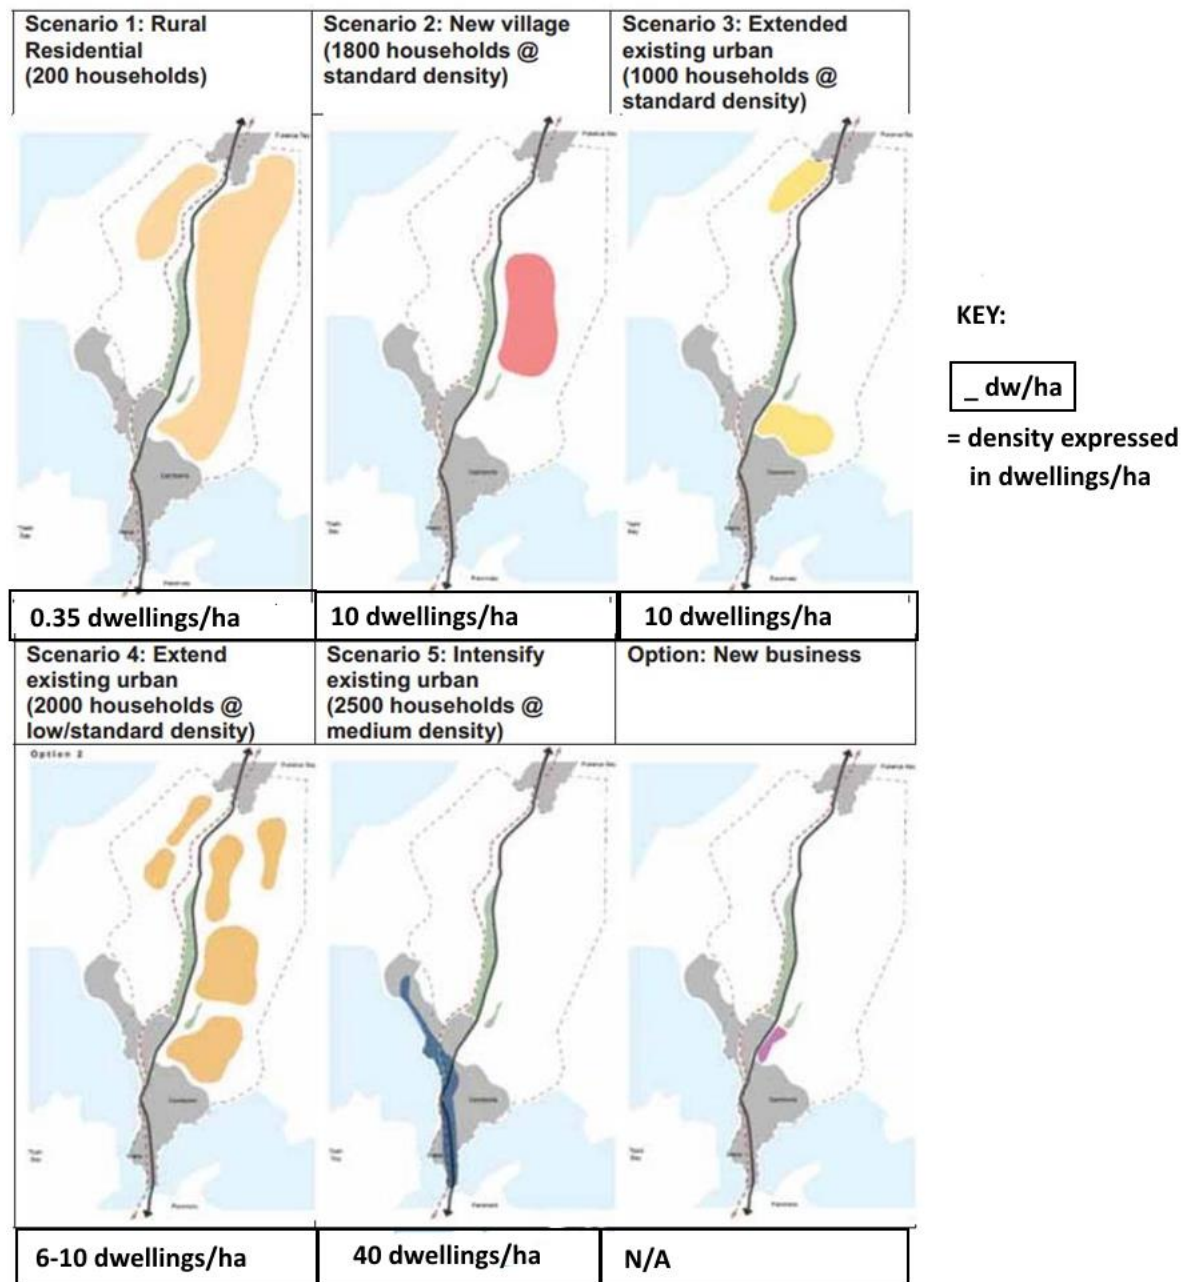 Scenario 1: Rural
Residential
(200 households)
Scenario 2: New village
(1800 households @
standard density)
Scenario 3: Extended
existing urban
(1000 households @
standard density)
KEY:
_ dw/ha
= density expressed
in dwellings/ha
0.35 dwellings/ha
10 dwellings/ha
10 dwellings/ha
Scenario 4: Extend
existing urban
(2000 households @
low/standard density)
Scenario 5: Intensify
existing urban
(2500 households @
medium density)
Option: New business
Option 2
6-10 dwellings/ha
40 dwellings/ha
N/A